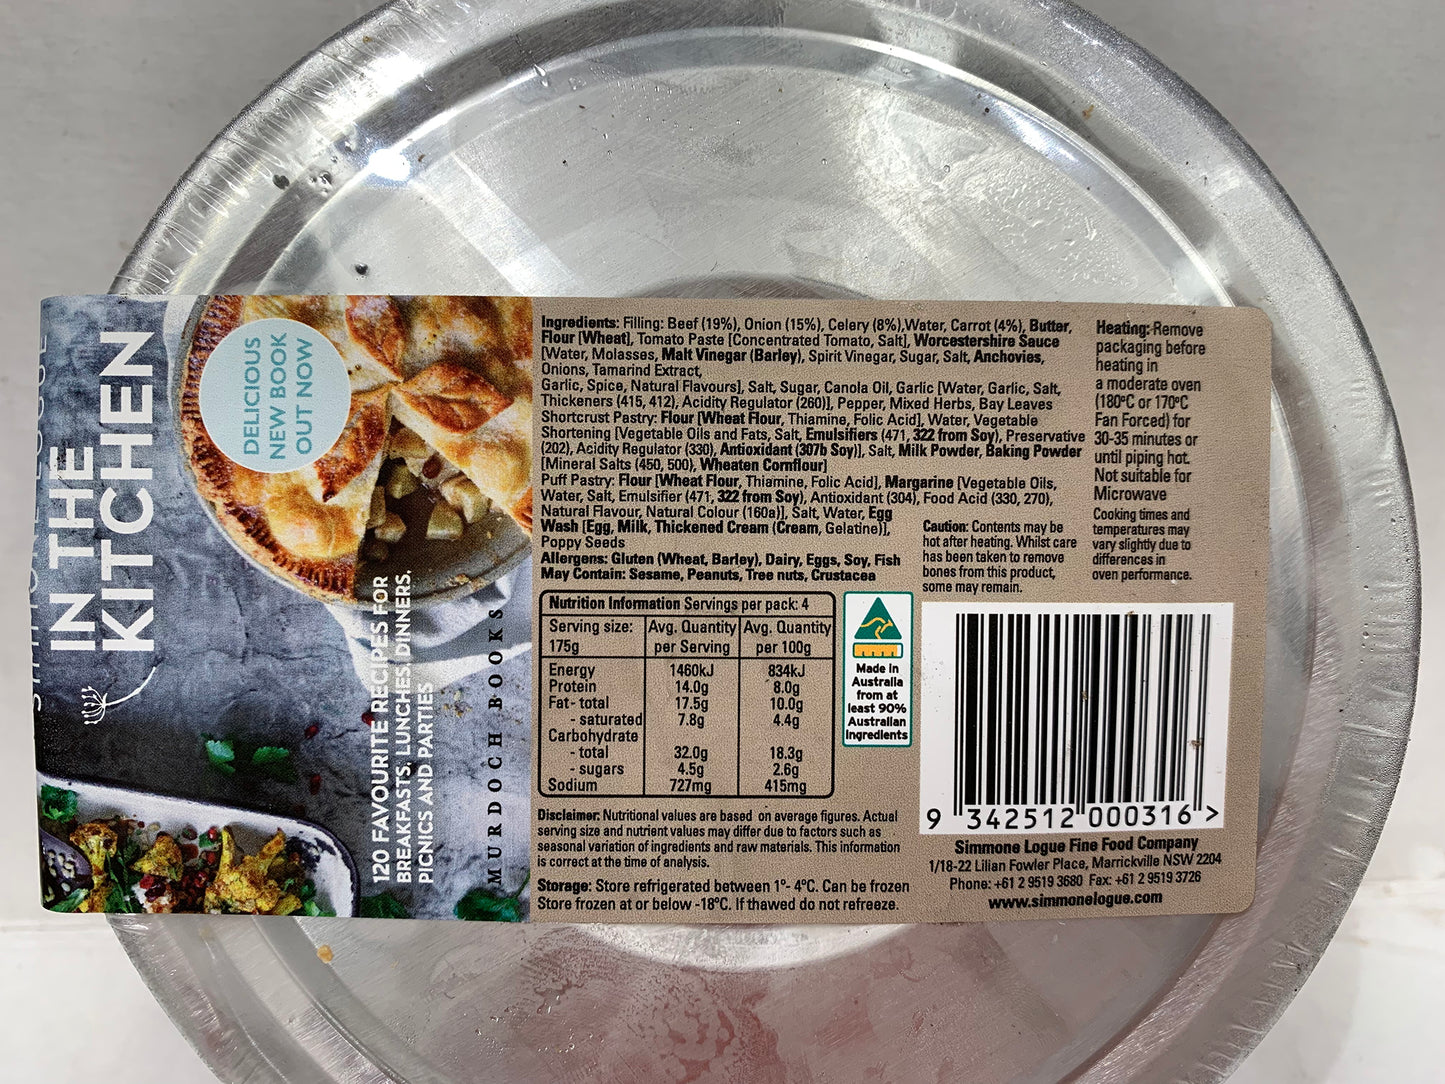 IN THE
KITCHEN
DELICIOUS
NEW BOOK
OUT NOW
120 FAVOURITE RECIPES FOR
BREAKFASTS, LUNCHES, DINNERS,
PICNICS AND PARTIES
MURDOCH BOOKS
Ingredients: Filling: Beef (19%), Onion (15%), Celery (8%),Water, Carrot (4%), Butter,
Flour [Wheat], Tomato Paste [Concentrated Tomato, Salt], Worcestershire Sauce
[Water, Molasses, Malt Vinegar (Barley), Spirit Vinegar, Sugar, Salt, Anchovies,
Onions, Tamarind Extract,
Garlic, Spice, Natural Flavours], Salt, Sugar, Canola Oil, Garlic [Water, Garlic, Salt,
Thickeners (415, 412), Acidity Regulator (260)], Pepper, Mixed Herbs, Bay Leaves
Shortcrust Pastry: Flour [Wheat Flour, Thiamine, Folic Acid], Water, Vegetable
Shortening [Vegetable Oils and Fats, Salt, Emulsifiers (471, 322 from Soy), Preservative
(202), Acidity Regulator (330), Antioxidant (307b Soy)], Salt, Milk Powder, Baking Powder
[Mineral Salts (450, 500), Wheaten Cornflour]
Puff Pastry: Flour [Wheat Flour, Thiamine, Folic Acid], Margarine [Vegetable Oils,
Water, Salt, Emulsifier (471, 322 from Soy), Antioxidant (304), Food Acid (330, 270),
Natural Flavour, Natural Colour (160a)], Salt, Water, Egg
Wash [Egg, Milk, Thickened Cream (Cream, Gelatine)],
Poppy Seeds
Allergens: Gluten (Wheat, Barley), Dairy, Eggs, Soy, Fish
May Contain: Sesame, Peanuts, Tree nuts, Crustacea
Heating: Remove
packaging before
heating in
a moderate oven
(180°C or 170°C
Fan Forced) for
30-35 minutes or
until piping hot.
Not suitable for
Microwave
Cooking times and
temperatures may
vary slightly due to
differences in
oven performance.
Caution: Contents may be
hot after heating. Whilst care
has been taken to remove
bones from this product,
some may remain.
Nutrition Information Servings per pack: 4
Serving size: 175g Avg. Quantity per Serving Avg. Quantity per 100g
Energy 1460kJ 834kJ
Protein 14.0g 8.0g
Fat - total 17.5g 10.0g
- saturated 7.8g 4.4g
Carbohydrate
- total 32.0g 18.3g
- sugars 4.5g 2.6g
Sodium 727mg 415mg
Made in
Australia
from at
least 90%
Australian
ingredients
Disclaimer: Nutritional values are based on average figures. Actual
serving size and nutrient values may differ due to factors such as
seasonal variation of ingredients and raw materials. This information
is correct at the time of analysis.
Storage: Store refrigerated between 1°- 4°C. Can be frozen
Store frozen at or below -18°C. If thawed do not refreeze.
9 342512 000316 >
Simmone Logue Fine Food Company
1/18-22 Lilian Fowler Place, Marrickville NSW 2204
Phone: +61 2 9519 3680 Fax: +61 2 9519 3726
www.simmonelogue.com